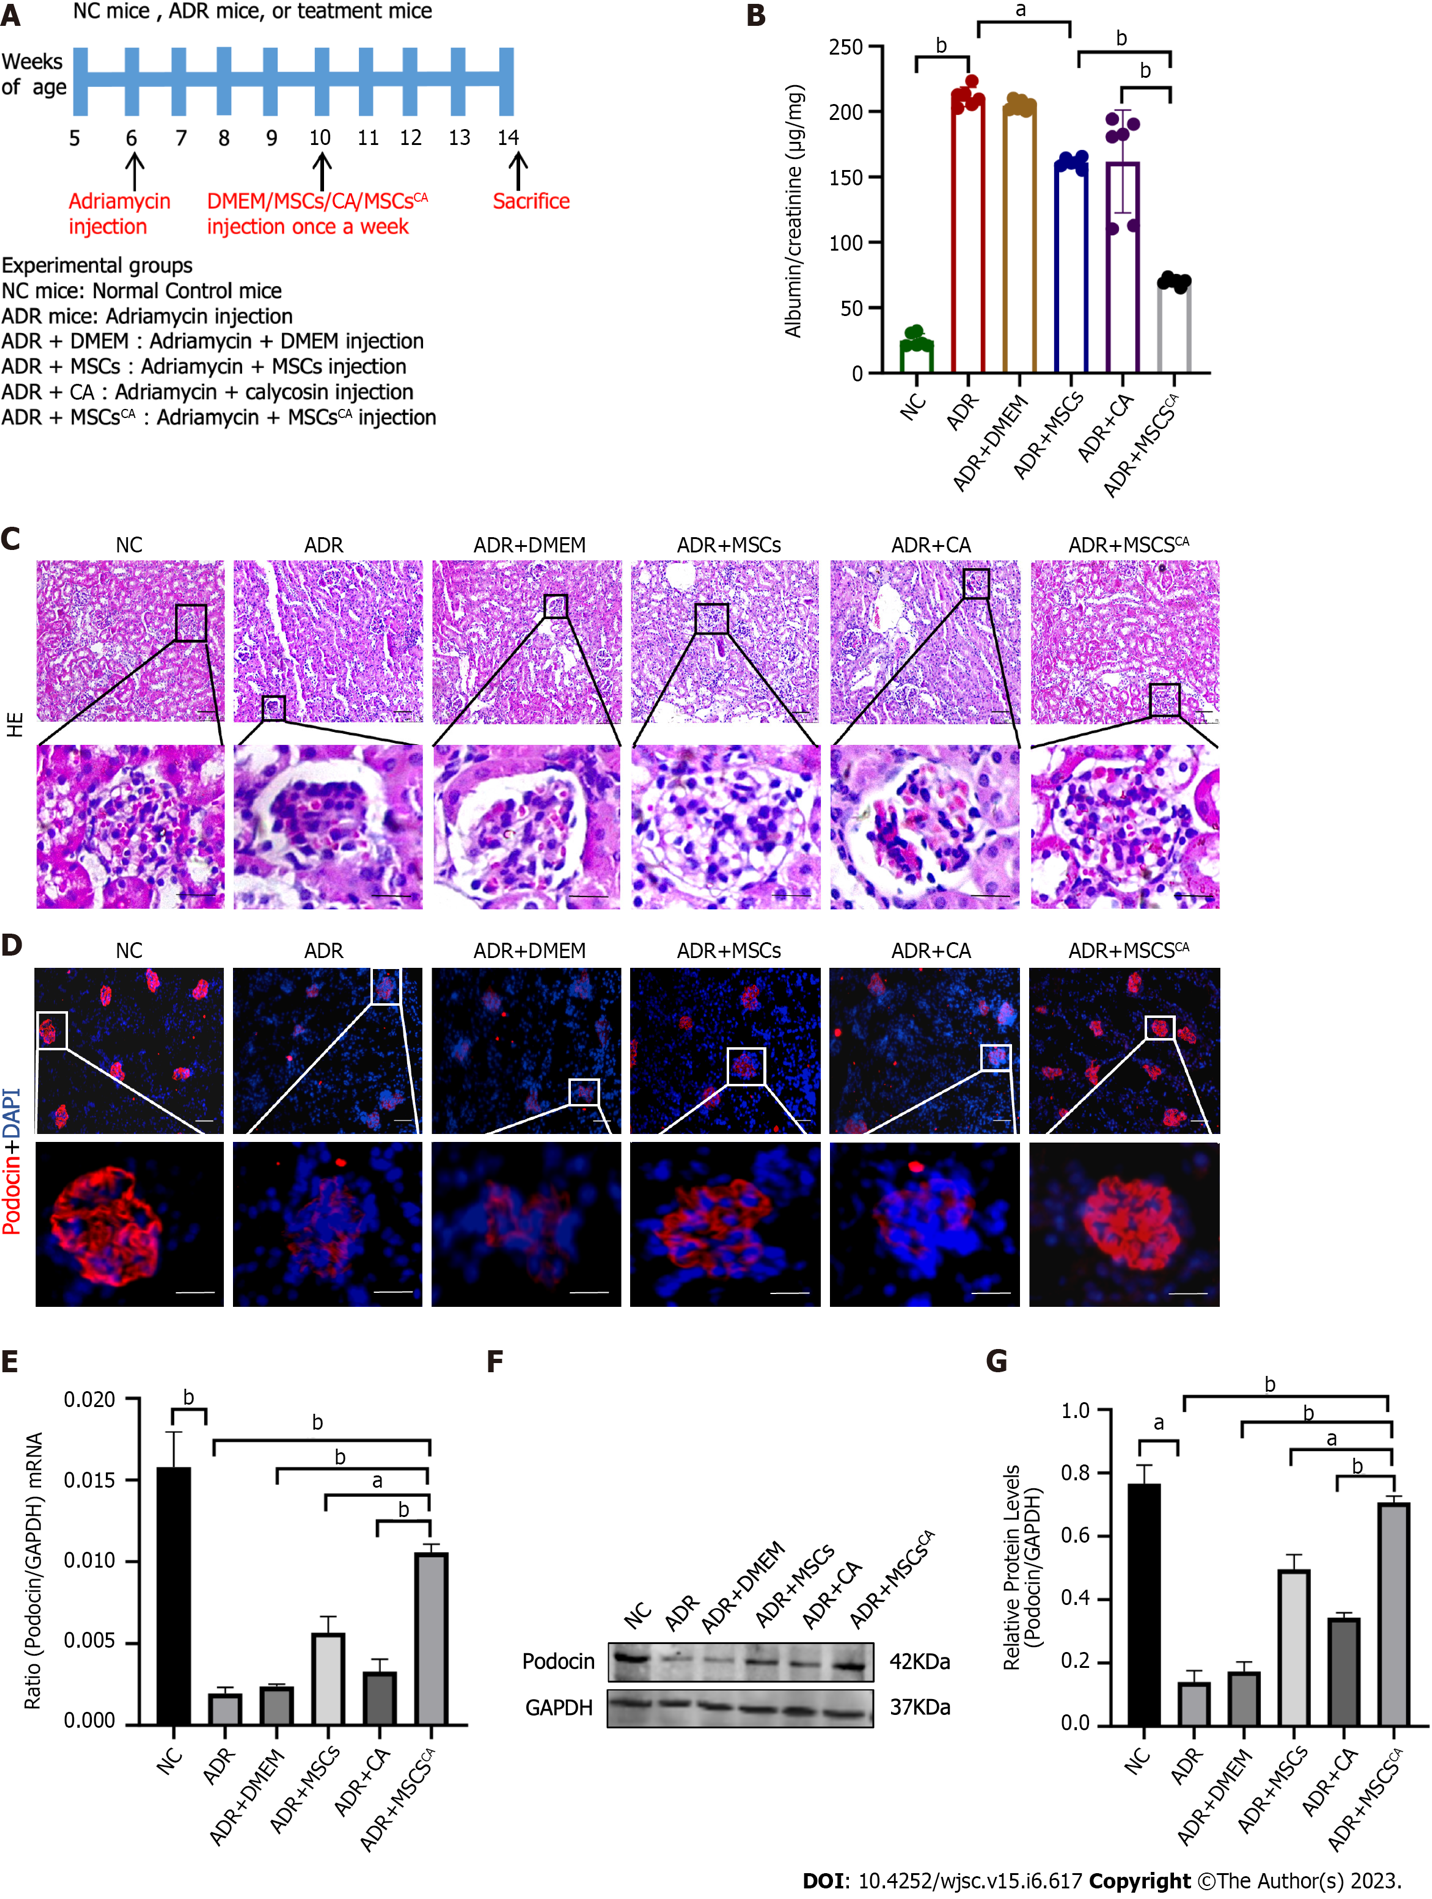 A
NC mice , ADR mice, or teatment mice
Weeks
of age
5 6 7 8 9 10 11 12 13 14
Adriamycin
injection
DMEM/MSCs/CA/MSCsCA
injection once a week
Sacrifice
Experimental groups
NC mice: Normal Control mice
ADR mice: Adriamycin injection
ADR + DMEM : Adriamycin + DMEM injection
ADR + MSCs : Adriamycin + MSCs injection
ADR + CA : Adriamycin + calycosin injection
ADR + MSCsCA : Adriamycin + MSCsCA injection
B
a
b
b
b
Albumin/creatinine (µg/mg)
250
200
150
100
50
0
NC
ADR
ADR+DMEM
ADR+MSCs
ADR+CA
ADR+MSCSCA
C
NC ADR ADR+DMEM ADR+MSCs ADR+CA ADR+MSCSCA
HE
D
NC ADR ADR+DMEM ADR+MSCs ADR+CA ADR+MSCSCA
Podocin+DAPI
E
b
b
b
a
b
Ratio (Podocin/GAPDH) mRNA
0.020
0.015
0.010
0.005
0.000
NC
ADR
ADR+DMEM
ADR+MSCs
ADR+CA
ADR+MSCSCA
F
NC
ADR
ADR+DMEM
ADR+MSCs
ADR+CA
ADR+MSCsCA
Podocin 42KDa
GAPDH 37KDa
G
b
b
a
a
b
Relative Protein Levels
(Podocin/GAPDH)
1.0
0.8
0.6
0.4
0.2
0.0
NC
ADR
ADR+DMEM
ADR+MSCs
ADR+CA
ADR+MSCSCA
DOI: 10.4252/wjsc.v15.i6.617 Copyright ©The Author(s) 2023.